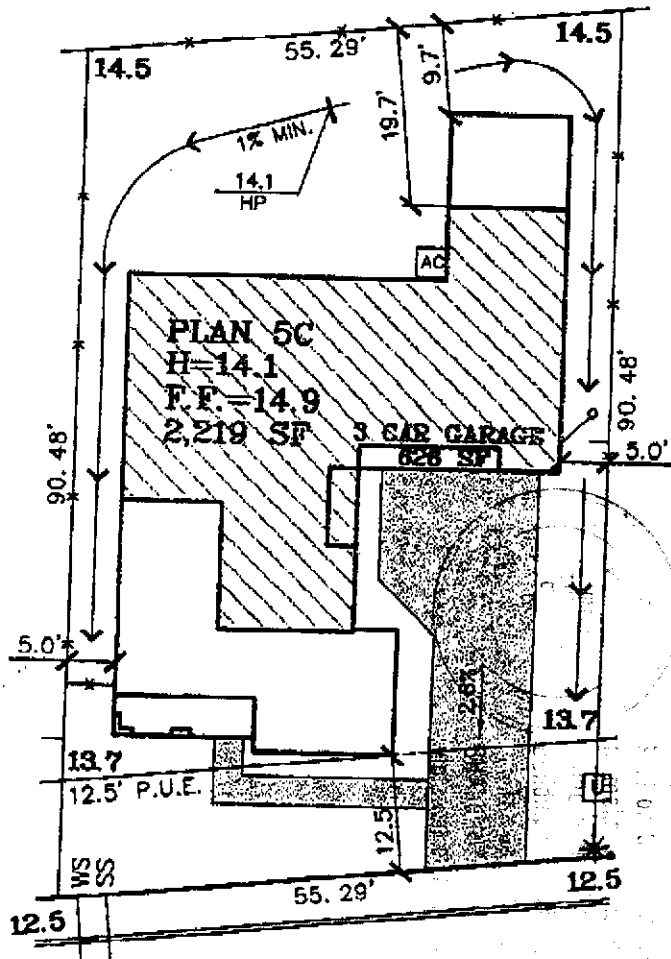 14.5
55.29'
14.5
9.7'
19.7'
1% MIN.
14.1
HP
AC
PLAN 5C
H=14.1
F.F.=14.9
2,219 SF
3 CAR GARAGE
626 SF
90.48'
90.48'
5.0'
5.0'
13.7
13.7
12.5' P.U.E.
12.5'
U
WS
SS
55.29'
12.5
12.5